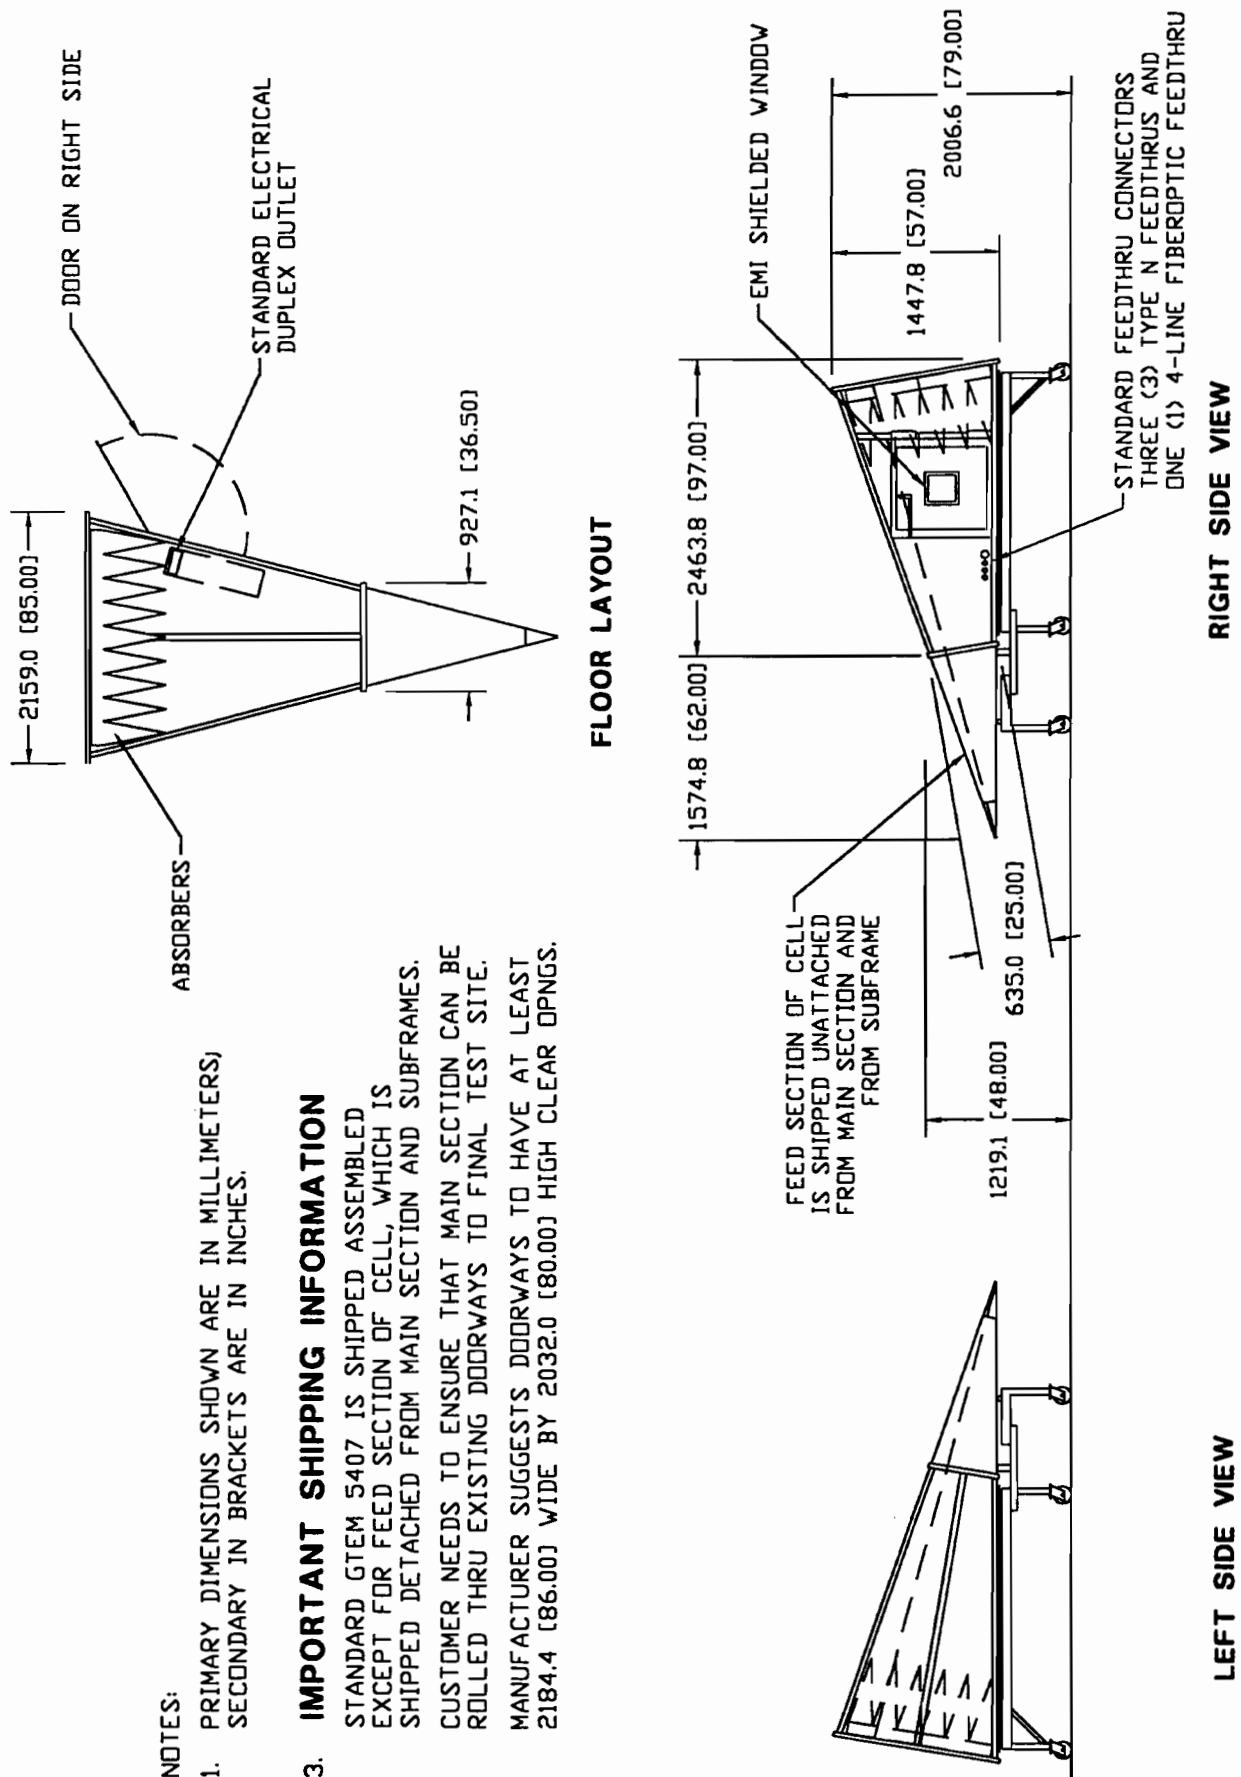 NOTES:
1. PRIMARY DIMENSIONS SHOWN ARE IN MILLIMETERS;
SECONDARY IN BRACKETS ARE IN INCHES.
3. IMPORTANT SHIPPING INFORMATION
STANDARD GTEM 5407 IS SHIPPED ASSEMBLED
EXCEPT FOR FEED SECTION OF CELL, WHICH IS
SHIPPED DETACHED FROM MAIN SECTION AND SUBFRAMES.
CUSTOMER NEEDS TO ENSURE THAT MAIN SECTION CAN BE
ROLLED THRU EXISTING DOORWAYS TO FINAL TEST SITE.
MANUFACTURER SUGGESTS DOORWAYS TO HAVE AT LEAST
2184.4 [86.00] WIDE BY 2032.0 [80.00] HIGH CLEAR OPNGS.
2159.0 [85.00]
DOOR ON RIGHT SIDE
STANDARD ELECTRICAL
DUPLEX OUTLET
ABSORBERS
927.1 [36.50]
FLOOR LAYOUT
1574.8 [62.00]
2463.8 [97.00]
EMI SHIELDED WINDOW
FEED SECTION OF CELL
IS SHIPPED UNATTACHED
FROM MAIN SECTION AND
FROM SUBFRAME
1447.8 [57.00]
2006.6 [79.00]
1219.1 [48.00]
635.0 [25.00]
STANDARD FEEDTHRU CONNECTORS
THREE (3) TYPE N FEEDTHRUS AND
ONE (1) 4-LINE FIBEROPTIC FEEDTHRU
LEFT SIDE VIEW
RIGHT SIDE VIEW